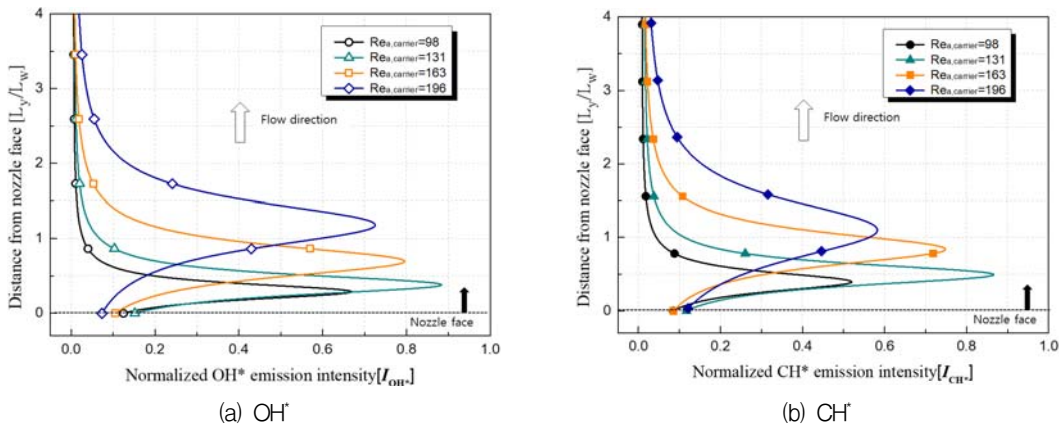 4
3
2
1
0
0.0 0.2 0.4 0.6 0.8 1.0
Distance from nozzle face [Ly/Lw]
Rea,carrier=98
Rea,carrier=131
Rea,carrier=163
Rea,carrier=196
Flow direction
Nozzle face
Normalized OH* emission intensity[IOH*]
(a) OH*
4
3
2
1
0
0.0 0.2 0.4 0.6 0.8 1.0
Distance from nozzle face [Ly/Lw]
Rea,carrier=98
Rea,carrier=131
Rea,carrier=163
Rea,carrier=196
Flow direction
Nozzle face
Normalized CH* emission intensity[ICH*]
(b) CH*